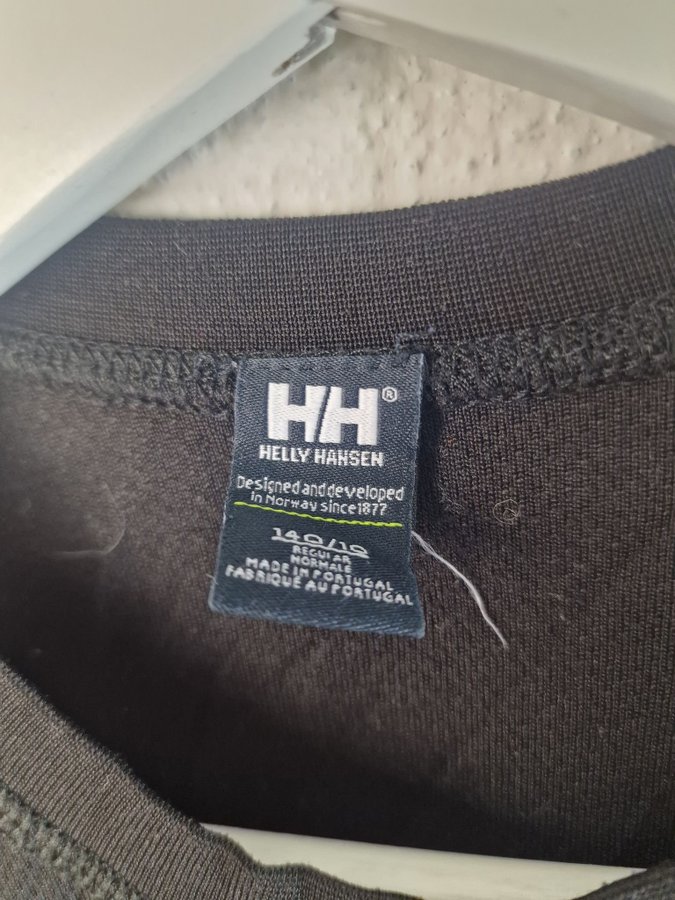 HH®
HELLY HANSEN
Designed and developed
in Norway since 1877
140/10
REGULAR
NORMALE
MADE IN PORTUGAL
FABRIQUÉ AU PORTUGAL